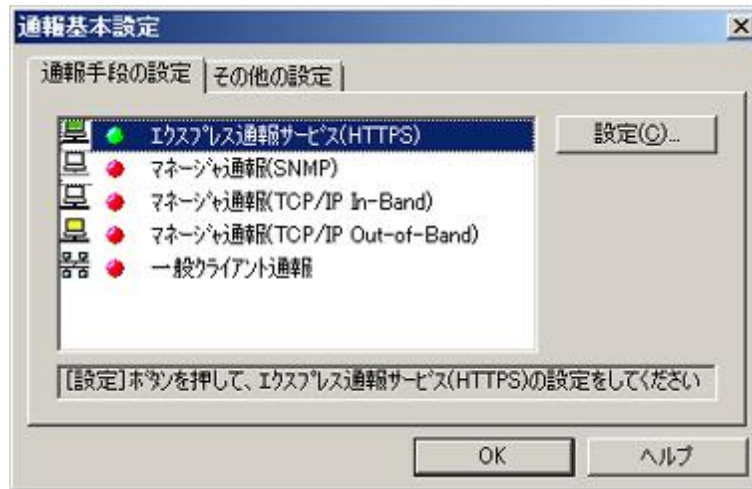 通報基本設定
通報手段の設定 その他の設定
エクスプレス通報サービス(HTTPS) 設定(C)...
マネージャ通報(SNMP)
マネージャ通報(TCP/IP In-Band)
マネージャ通報(TCP/IP Out-of-Band)
一般クライアント通報
[設定]ボタンを押して、エクスプレス通報サービス(HTTPS)の設定をしてください
OK ヘルプ